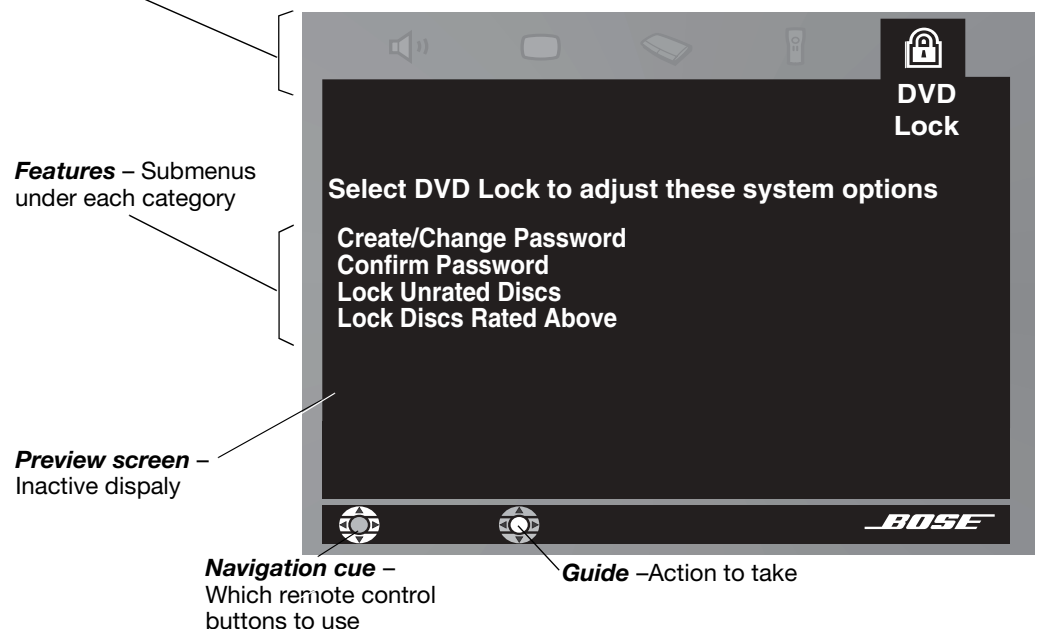 DVD
Lock
Features – Submenus
under each category
Select DVD Lock to adjust these system options
Create/Change Password
Confirm Password
Lock Unrated Discs
Lock Discs Rated Above
Preview screen –
Inactive dispaly
BOSE
Navigation cue –
Which remote control
buttons to use
Guide –Action to take